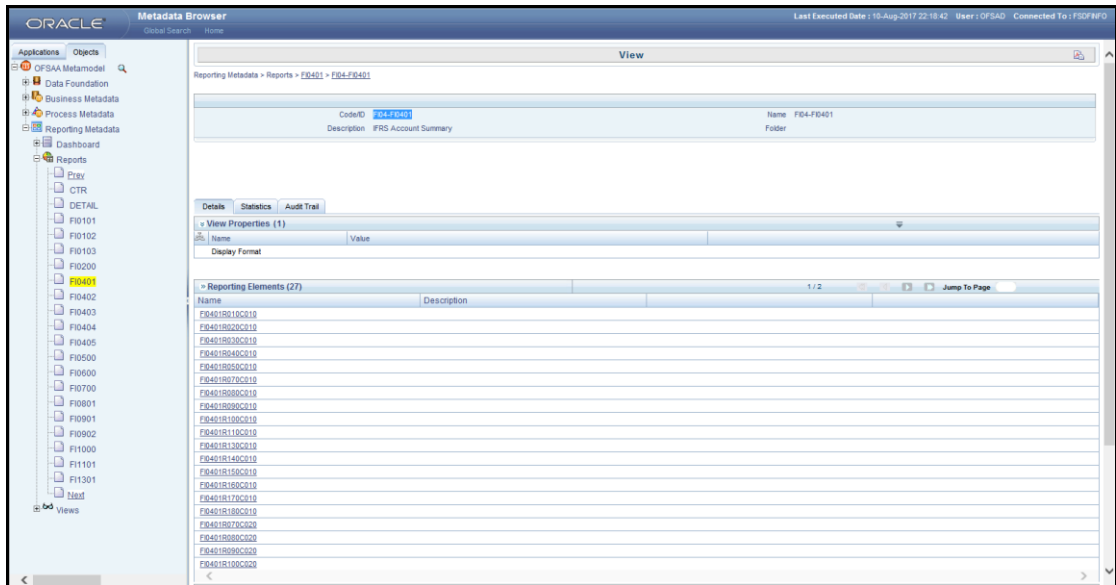 ORACLE
Metadata Browser
Global Search Home
Last Executed Date : 10-Aug-2017 22:18:42 User : OFSAD Connected To : FSDFINFO
Applications Objects
OFSAA Metamodel
Data Foundation
Business Metadata
Process Metadata
Reporting Metadata
Dashboard
Reports
Prev
CTR
DETAIL
FI0101
FI0102
FI0103
FI0200
FI0401
FI0402
FI0403
FI0404
FI0405
FI0500
FI0600
FI0700
FI0801
FI0901
FI0902
FI1000
FI1101
FI1301
Next
Views
View
Reporting Metadata > Reports > FI0401 > FI04-FI0401
Code/ID FI04-FI0401 Name FI04-FI0401
Description IFRS Account Summary Folder
Details Statistics Audit Trail
View Properties (1)
Name Value
Display Format
Reporting Elements (27) 1 / 2 Jump To Page
Name Description
FI0401R010C010
FI0401R020C010
FI0401R030C010
FI0401R040C010
FI0401R050C010
FI0401R070C010
FI0401R080C010
FI0401R090C010
FI0401R100C010
FI0401R110C010
FI0401R130C010
FI0401R140C010
FI0401R150C010
FI0401R160C010
FI0401R170C010
FI0401R180C010
FI0401R070C020
FI0401R080C020
FI0401R090C020
FI0401R100C020